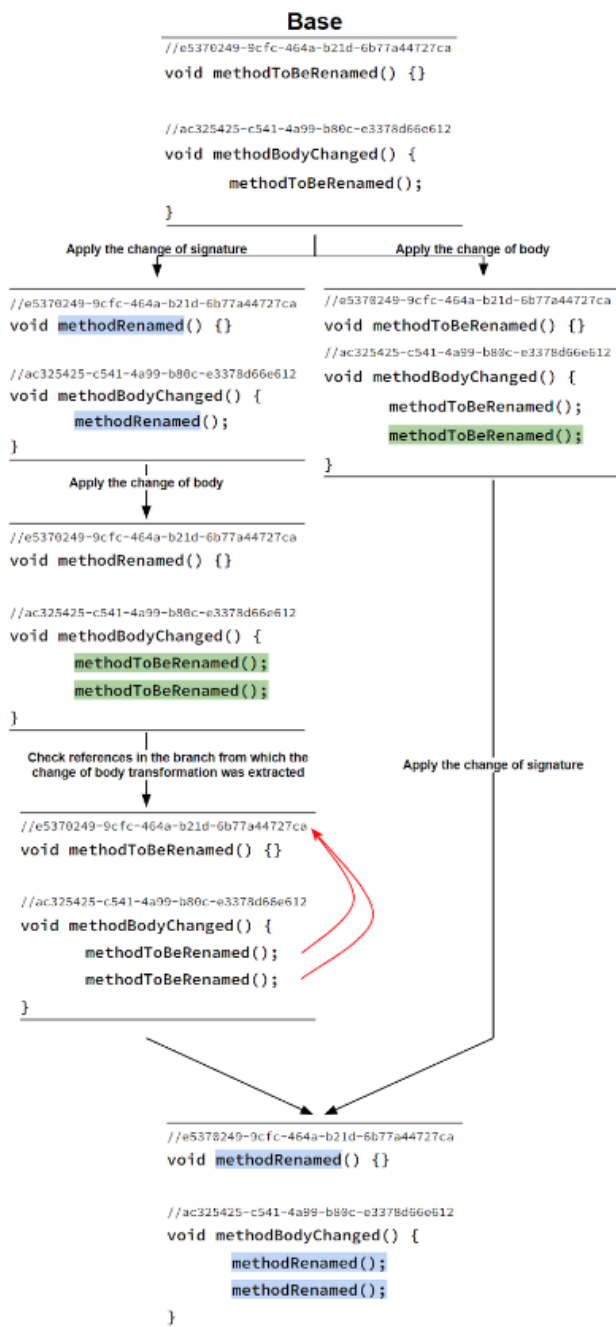 Base
//e5370249-9cfc-464a-b21d-6b77a44727ca
void methodToBeRenamed() {}
//ac325425-c541-4a99-b80c-e3378d66e612
void methodBodyChanged() {
methodToBeRenamed();
}
Apply the change of signature
Apply the change of body
//e5370249-9cfc-464a-b21d-6b77a44727ca
void methodRenamed() {}
//ac325425-c541-4a99-b80c-e3378d66e612
void methodBodyChanged() {
methodRenamed();
}
//e5370249-9cfc-464a-b21d-6b77a44727ca
void methodToBeRenamed() {}
//ac325425-c541-4a99-b80c-e3378d66e612
void methodBodyChanged() {
methodToBeRenamed();
methodToBeRenamed();
}
Apply the change of body
//e5370249-9cfc-464a-b21d-6b77a44727ca
void methodRenamed() {}
//ac325425-c541-4a99-b80c-e3378d66e612
void methodBodyChanged() {
methodToBeRenamed();
methodToBeRenamed();
}
Check references in the branch from which the
change of body transformation was extracted
Apply the change of signature
//e5370249-9cfc-464a-b21d-6b77a44727ca
void methodToBeRenamed() {}
//ac325425-c541-4a99-b80c-e3378d66e612
void methodBodyChanged() {
methodToBeRenamed();
methodToBeRenamed();
}
//e5370249-9cfc-464a-b21d-6b77a44727ca
void methodRenamed() {}
//ac325425-c541-4a99-b80c-e3378d66e612
void methodBodyChanged() {
methodRenamed();
methodRenamed();
}